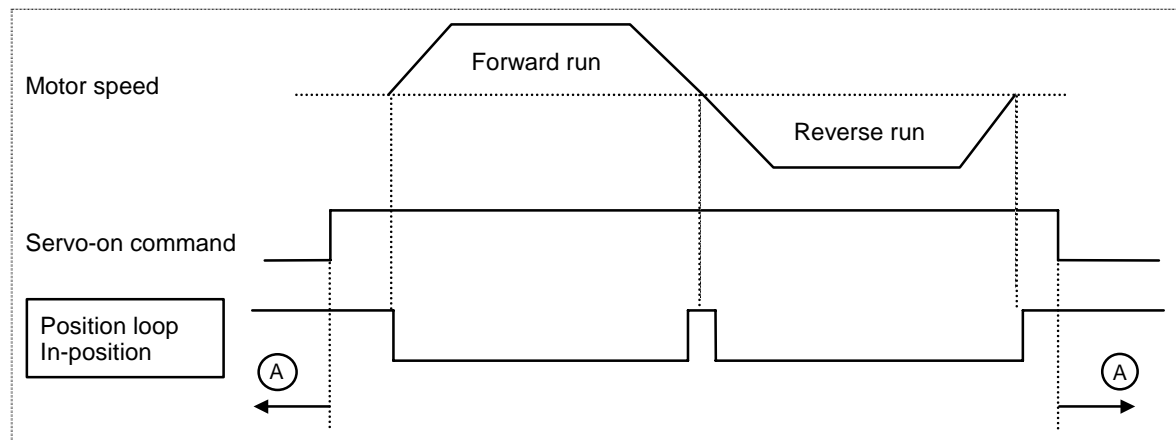 Forward run
Motor speed
Reverse run
Servo-on command
Position loop
In-position
A
A